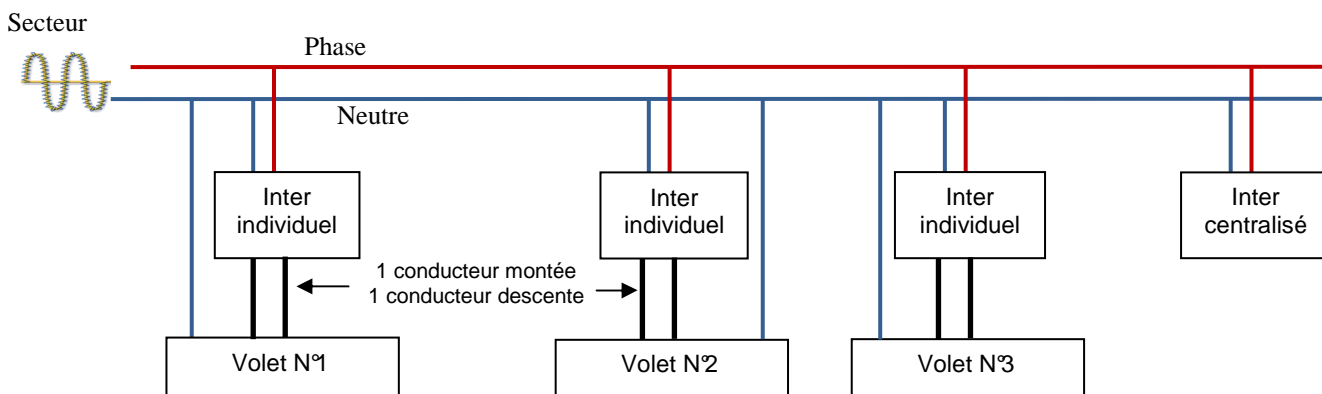 Secteur
Phase
Neutre
Inter
individuel
Inter
individuel
Inter
individuel
Inter
centralisé
1 conducteur montée
1 conducteur descente
Volet N°1
Volet N°2
Volet N°3